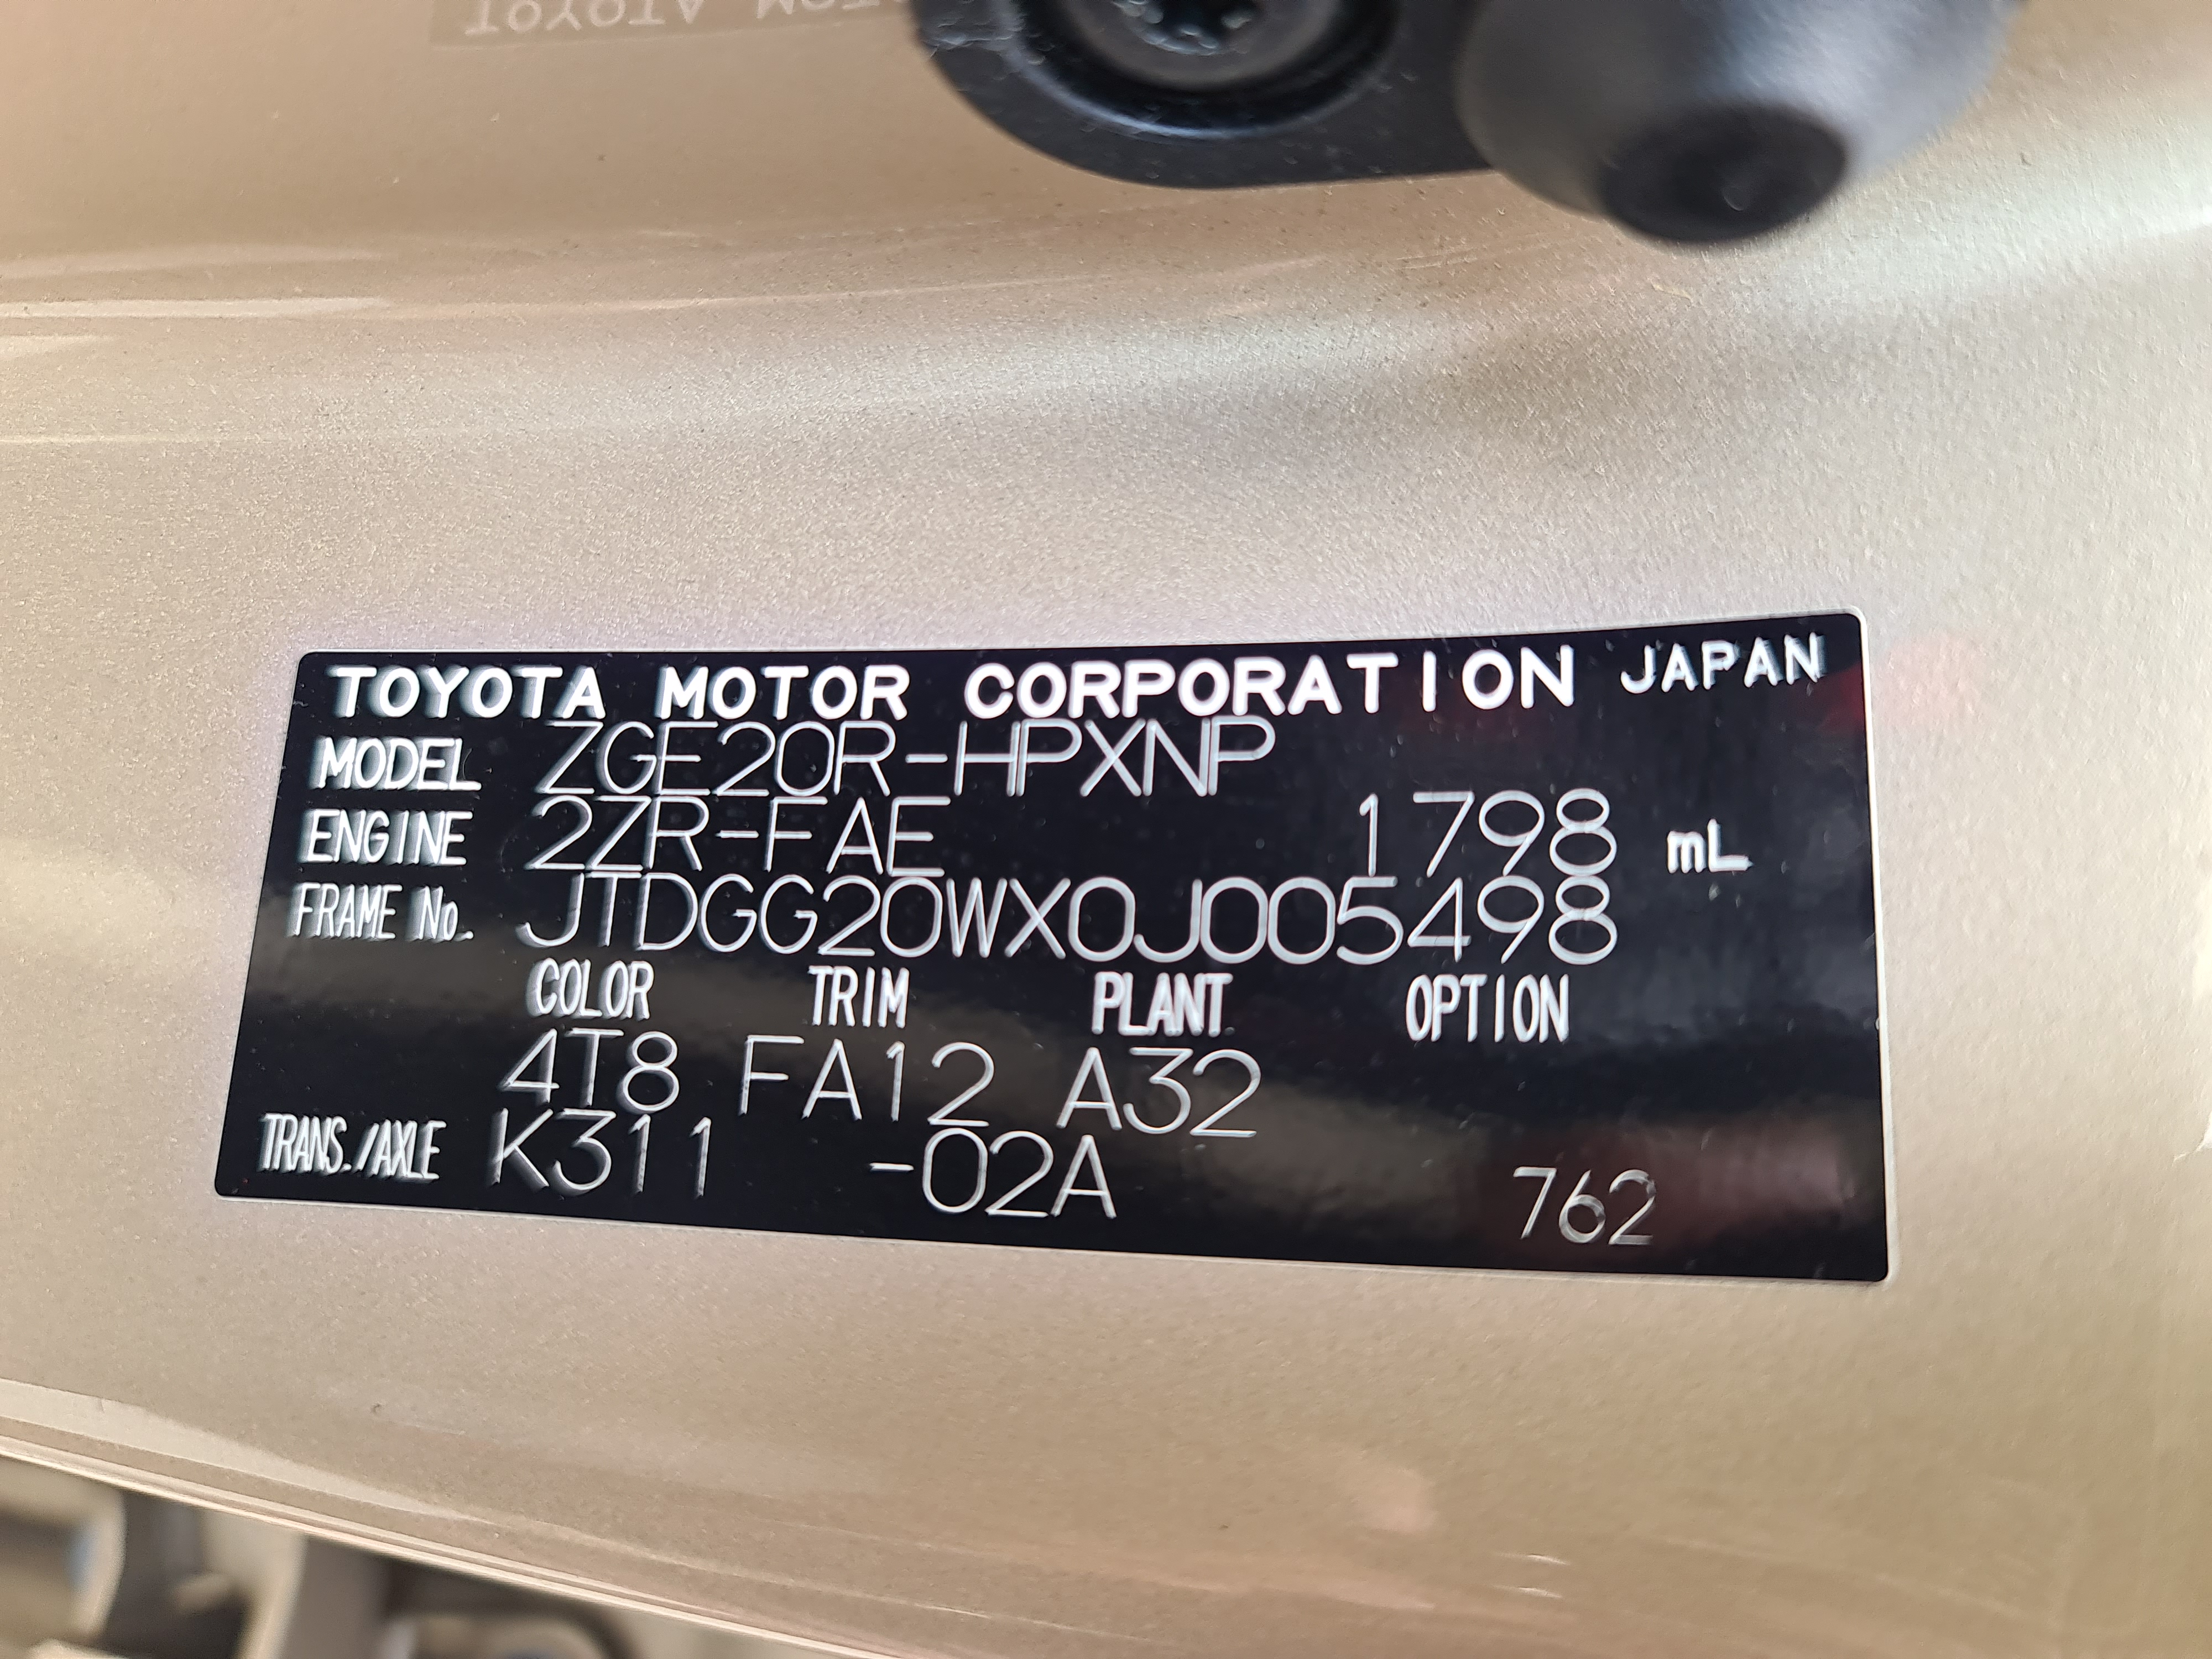 TOYOTA MOTOR CORPORATION JAPAN
MODEL ZGE20R-HPXNP
ENGINE 2ZR-FAE 1798 mL
FRAME No. JTDGG20WX0J005498
COLOR TRIM PLANT OPTION
4T8 FA12 A32
TRANS./AXLE K311 -02A 762